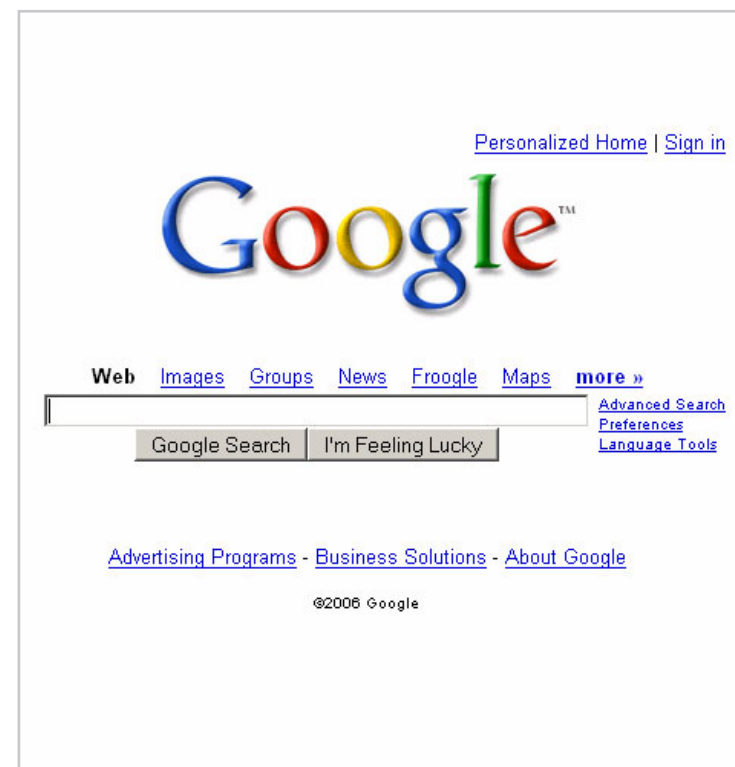 Personalized Home | Sign in
Google™
Web Images Groups News Froogle Maps more »
Advanced Search
Preferences
Language Tools
Google Search I'm Feeling Lucky
Advertising Programs - Business Solutions - About Google
©2006 Google